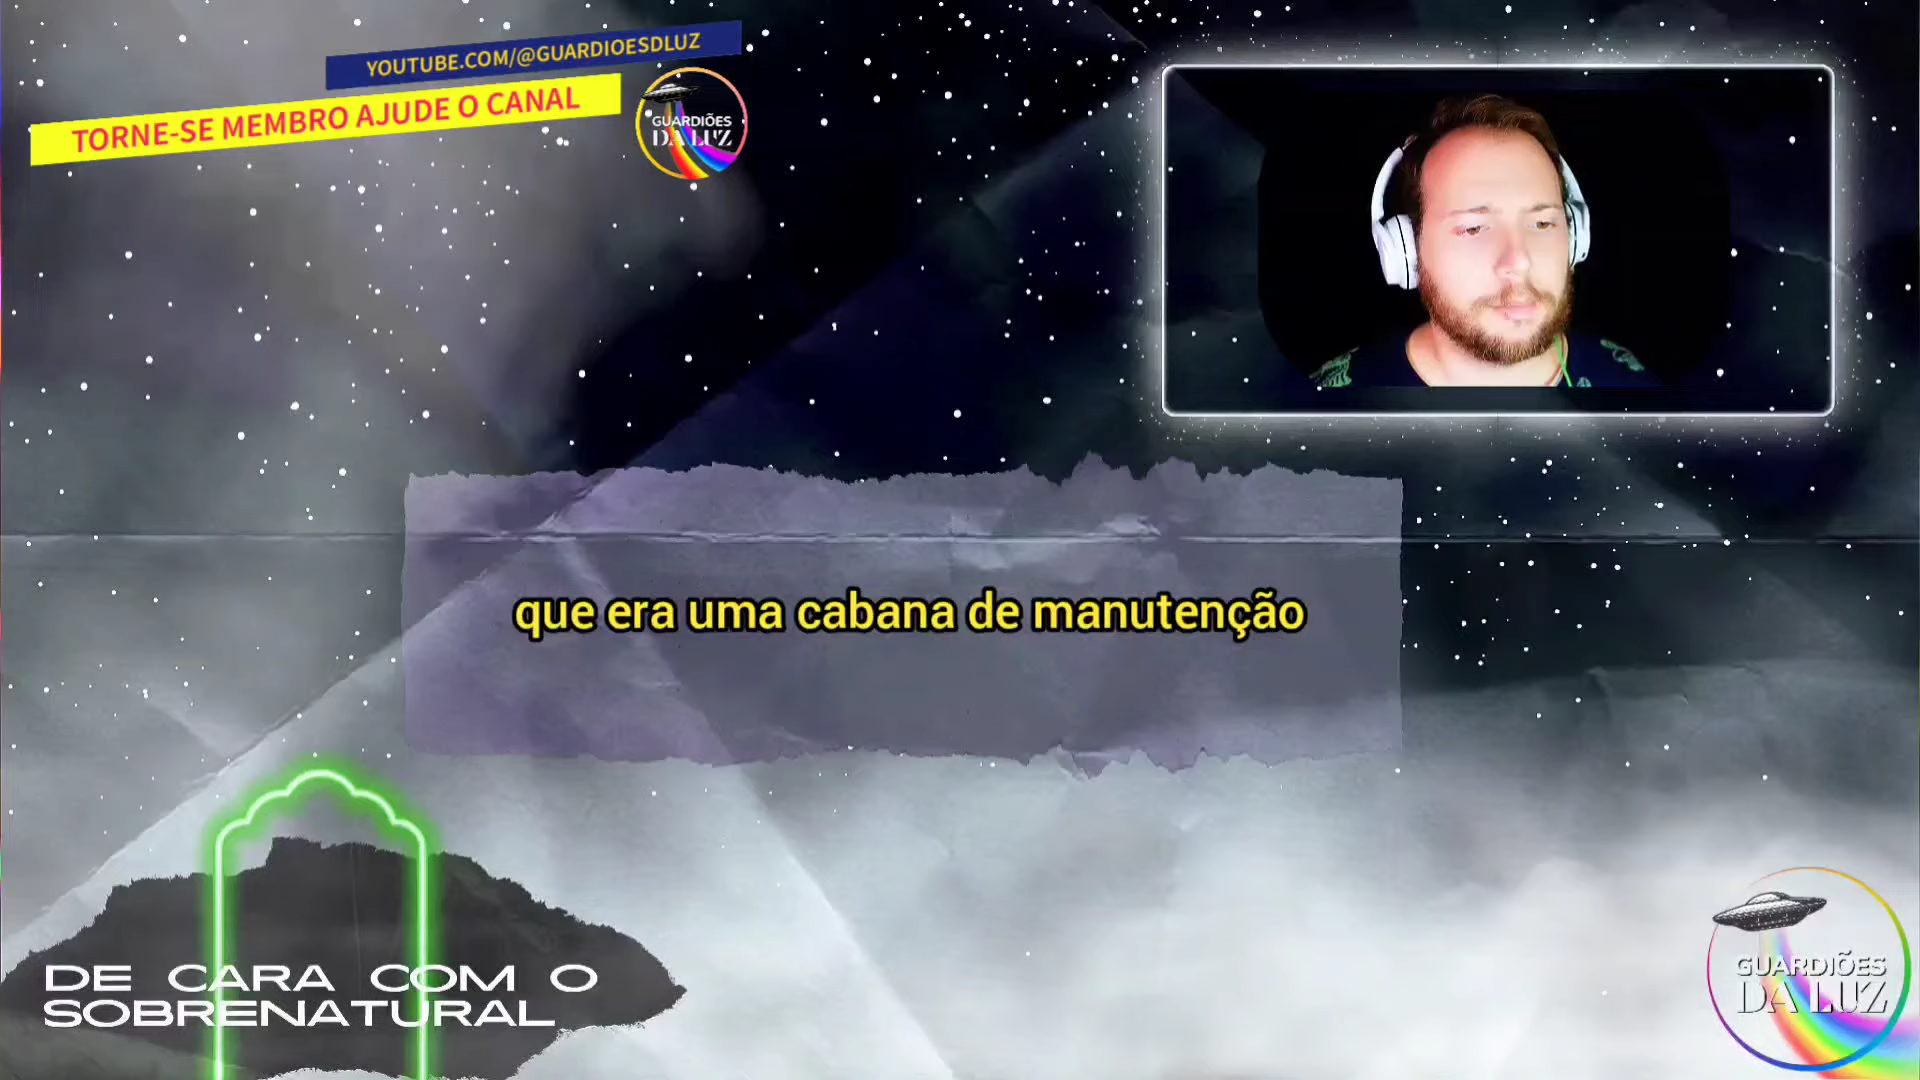 YOUTUBE.COM/@GUARDIOESDLUZ
TORNE-SE MEMBRO AJUDE O CANAL
GUARDIÕES
DA LUZ
que era uma cabana de manutenção
DE CARA COM O
SOBRENATURAL
GUARDIÕES
DA LUZ